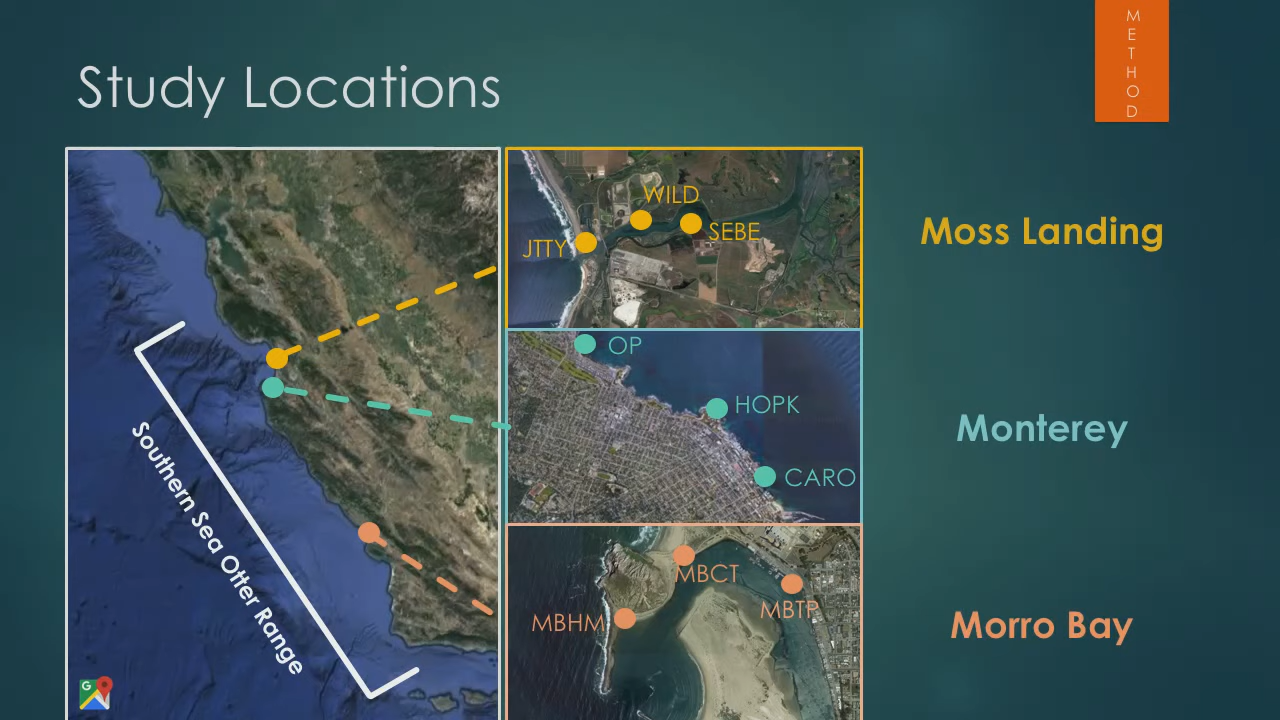 METHOD
Study Locations
Southern Sea Otter Range
G
WILD
SEBE
JTTY
Moss Landing
OP
HOPK
CARO
Monterey
MBCT
MBTP
MBHM
Morro Bay